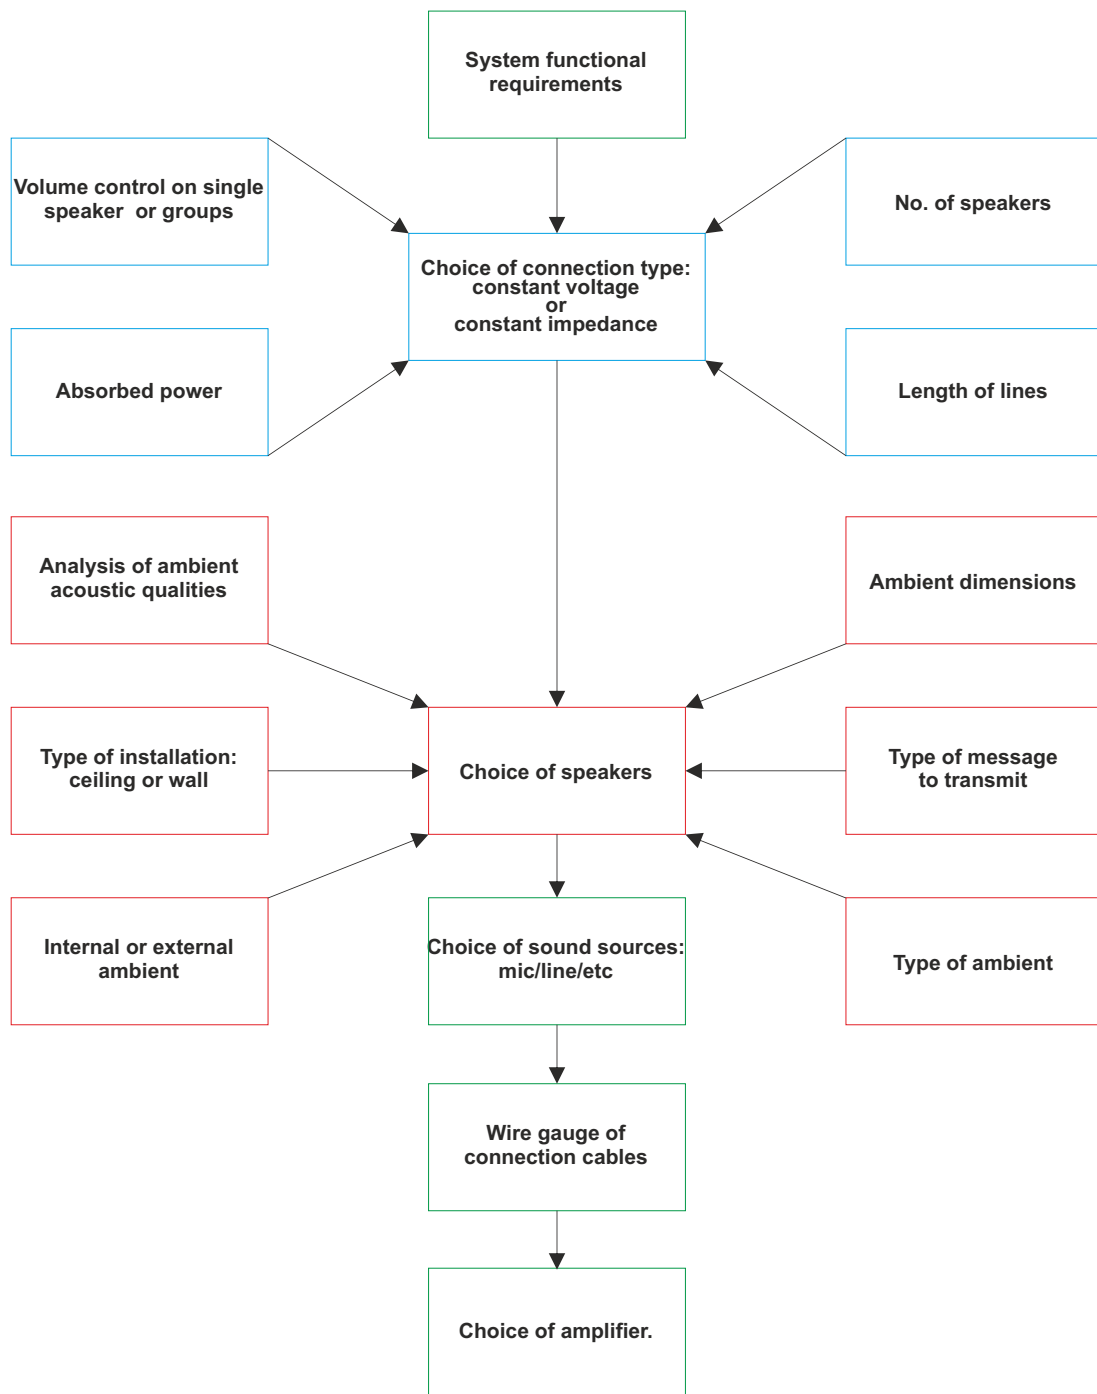 System functional
requirements
Volume control on single
speaker or groups
No. of speakers
Choice of connection type:
constant voltage
or
constant impedance
Absorbed power
Length of lines
Analysis of ambient
acoustic qualities
Ambient dimensions
Type of installation:
ceiling or wall
Choice of speakers
Type of message
to transmit
Internal or external
ambient
Choice of sound sources:
mic/line/etc
Type of ambient
Wire gauge of
connection cables
Choice of amplifier.